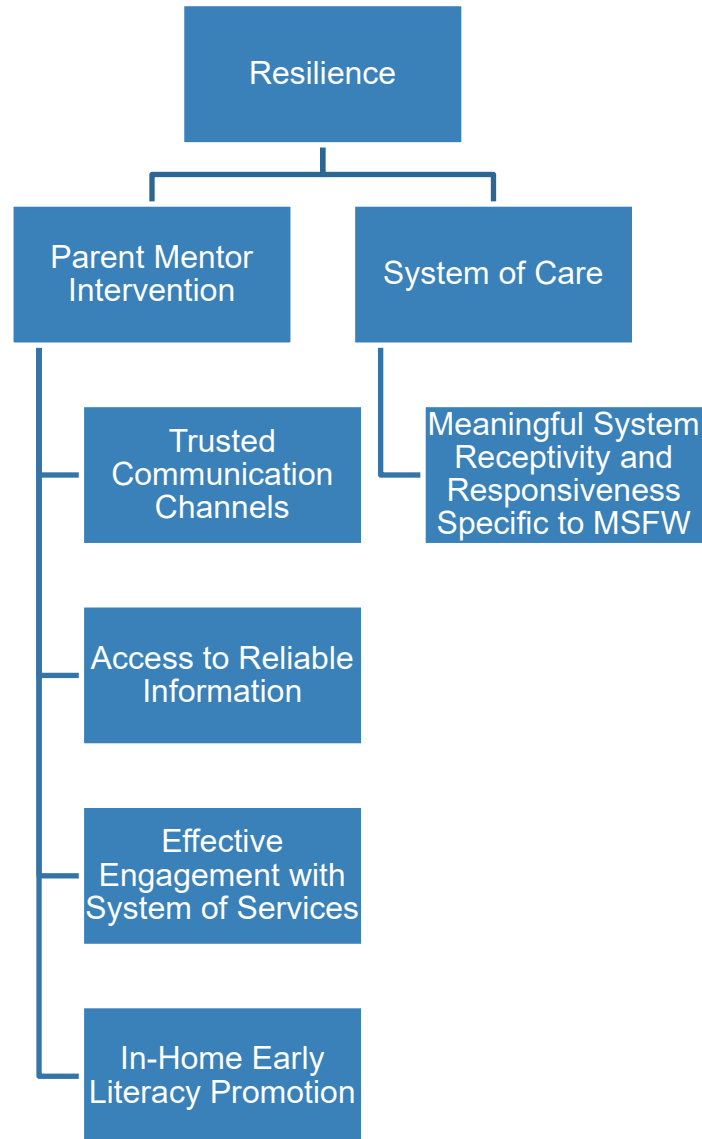 Resilience
Parent Mentor
Intervention
System of Care
Trusted
Communication
Channels
Meaningful System
Receptivity and
Responsiveness
Specific to MSFW
Access to Reliable
Information
Effective
Engagement with
System of Services
In-Home Early
Literacy Promotion